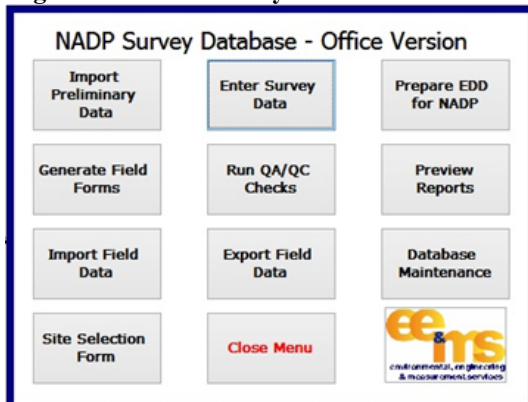 NADP Survey Database - Office Version
Import
Preliminary
Data
Enter Survey
Data
Prepare EDD
for NADP
Generate Field
Forms
Run QA/QC
Checks
Preview
Reports
Import Field
Data
Export Field
Data
Database
Maintenance
Site Selection
Form
Close Menu
ee&ms
environmental, engineering
& measurement services